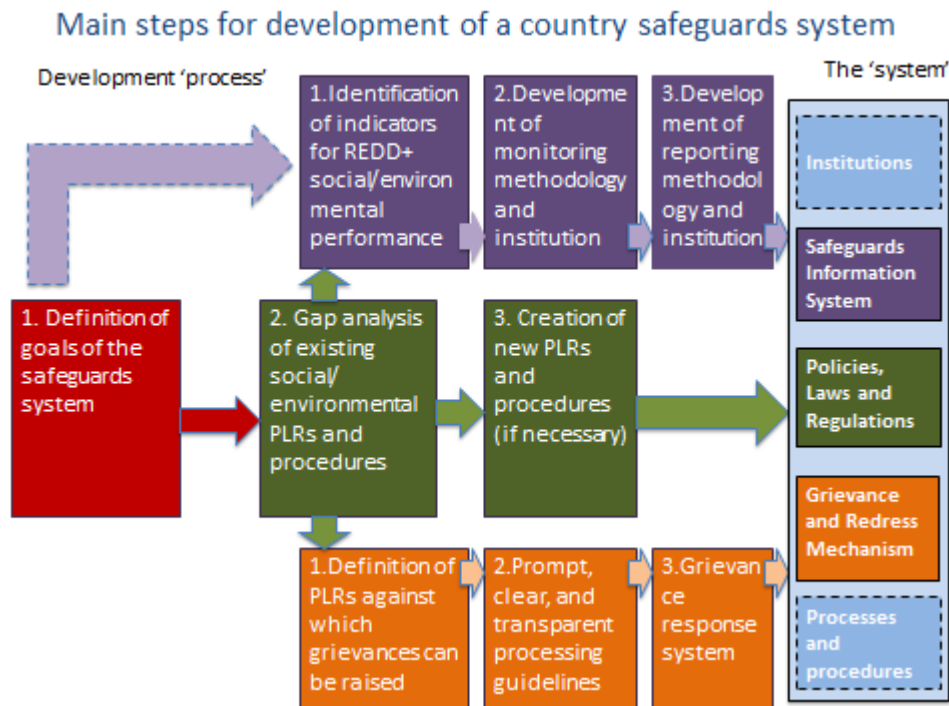 Main steps for development of a country safeguards system
Development 'process'
The 'system'
1.Identification
of indicators
for REDD+
social/environ
mental
performance
2.Developme
nt of
monitoring
methodology
and
institution
3.Develop
ment of
reporting
methodol
ogy and
institution
1. Definition of
goals of the
safeguards
system
2. Gap analysis
of existing
social/
environmental
PLRs and
procedures
3. Creation of
new PLRs
and
procedures
(if necessary)
1.Definition of
PLRs against
which
grievances can
be raised
2.Prompt,
clear, and
transparent
processing
guidelines
3.Grievan
ce
response
system
Institutions
Safeguards
Information
System
Policies,
Laws and
Regulations
Grievance
and Redress
Mechanism
Processes
and
procedures